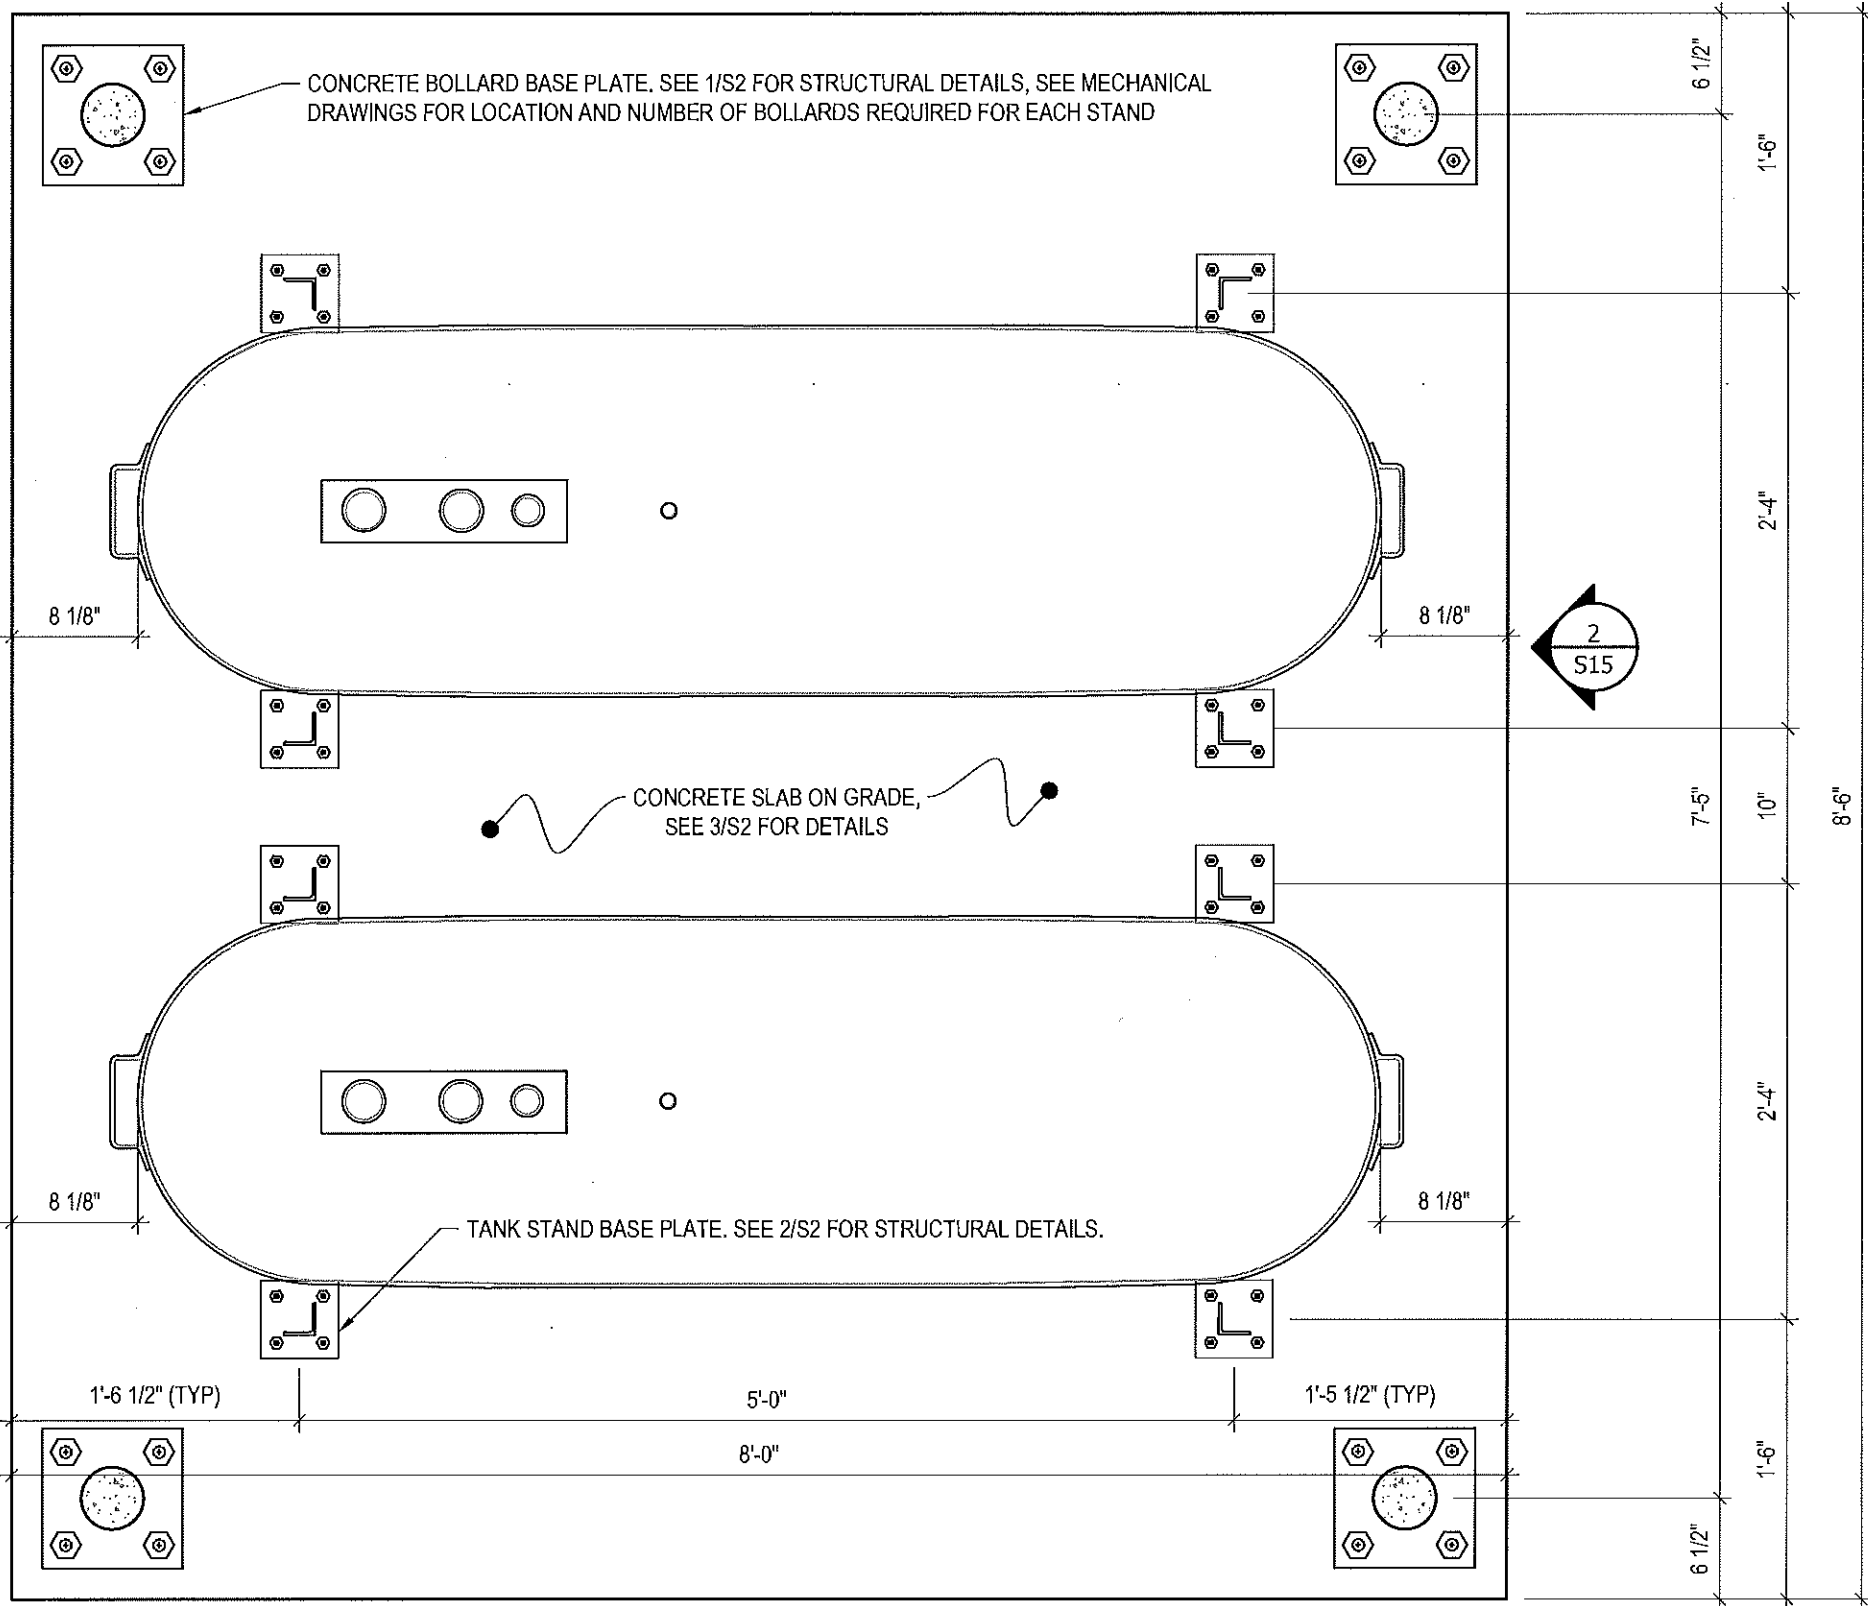 6 1/2"
CONCRETE BOLLARD BASE PLATE. SEE 1/S2 FOR STRUCTURAL DETAILS, SEE MECHANICAL
DRAWINGS FOR LOCATION AND NUMBER OF BOLLARDS REQUIRED FOR EACH STAND
1'-6"
2'-4"
8 1/8"
8 1/8"
2
S15
CONCRETE SLAB ON GRADE,
SEE 3/S2 FOR DETAILS
7'-5"
10"
8'-6"
2'-4"
8 1/8"
8 1/8"
TANK STAND BASE PLATE. SEE 2/S2 FOR STRUCTURAL DETAILS.
1'-6 1/2" (TYP)
5'-0"
1'-5 1/2" (TYP)
8'-0"
1'-6"
6 1/2"